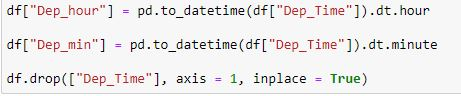 df["Dep_hour"] = pd.to_datetime(df["Dep_Time"]).dt.hour
df["Dep_min"] = pd.to_datetime(df["Dep_Time"]).dt.minute
df.drop(["Dep_Time"], axis = 1, inplace = True)